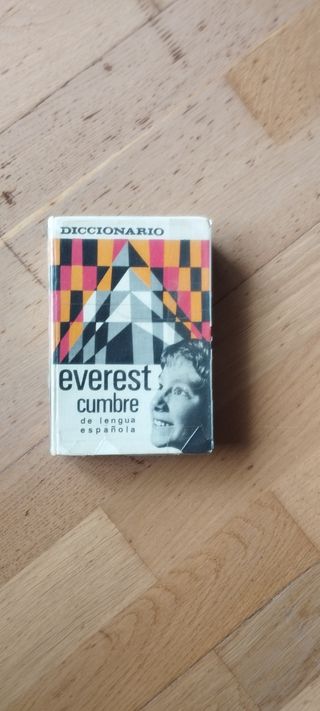 DICCIONARIO
everest
cumbre
de lengua
española